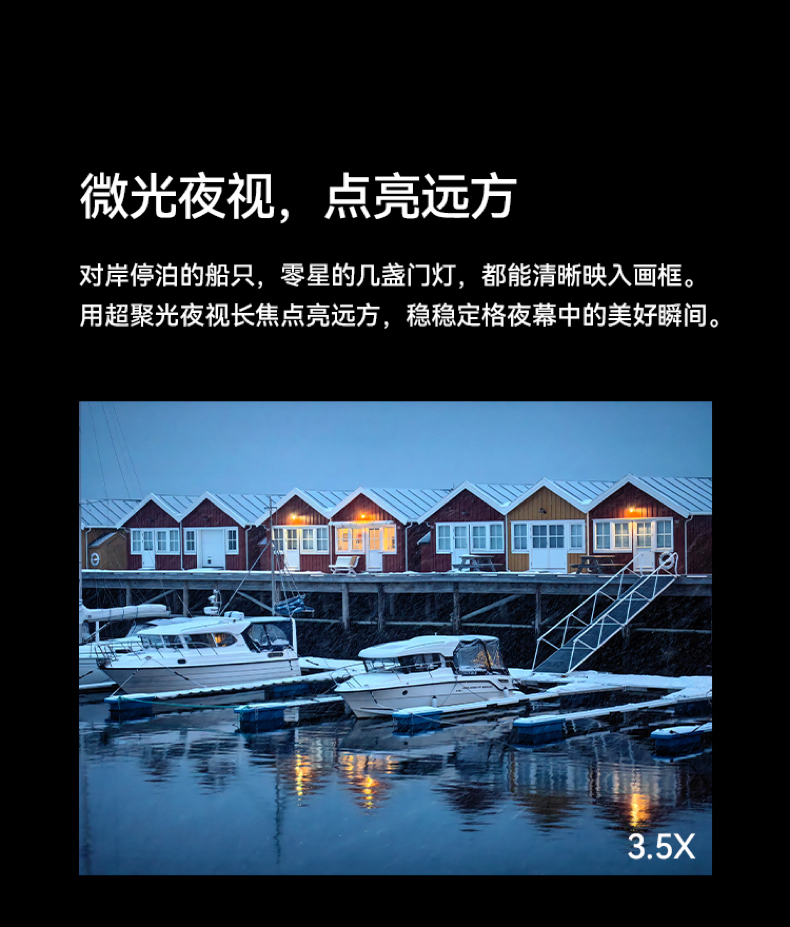 微光夜视，点亮远方
对岸停泊的船只，零星的几盏门灯，都能清晰映入画框。
用超聚光夜视长焦点亮远方，稳稳定格夜幕中的美好瞬间。
3.5X